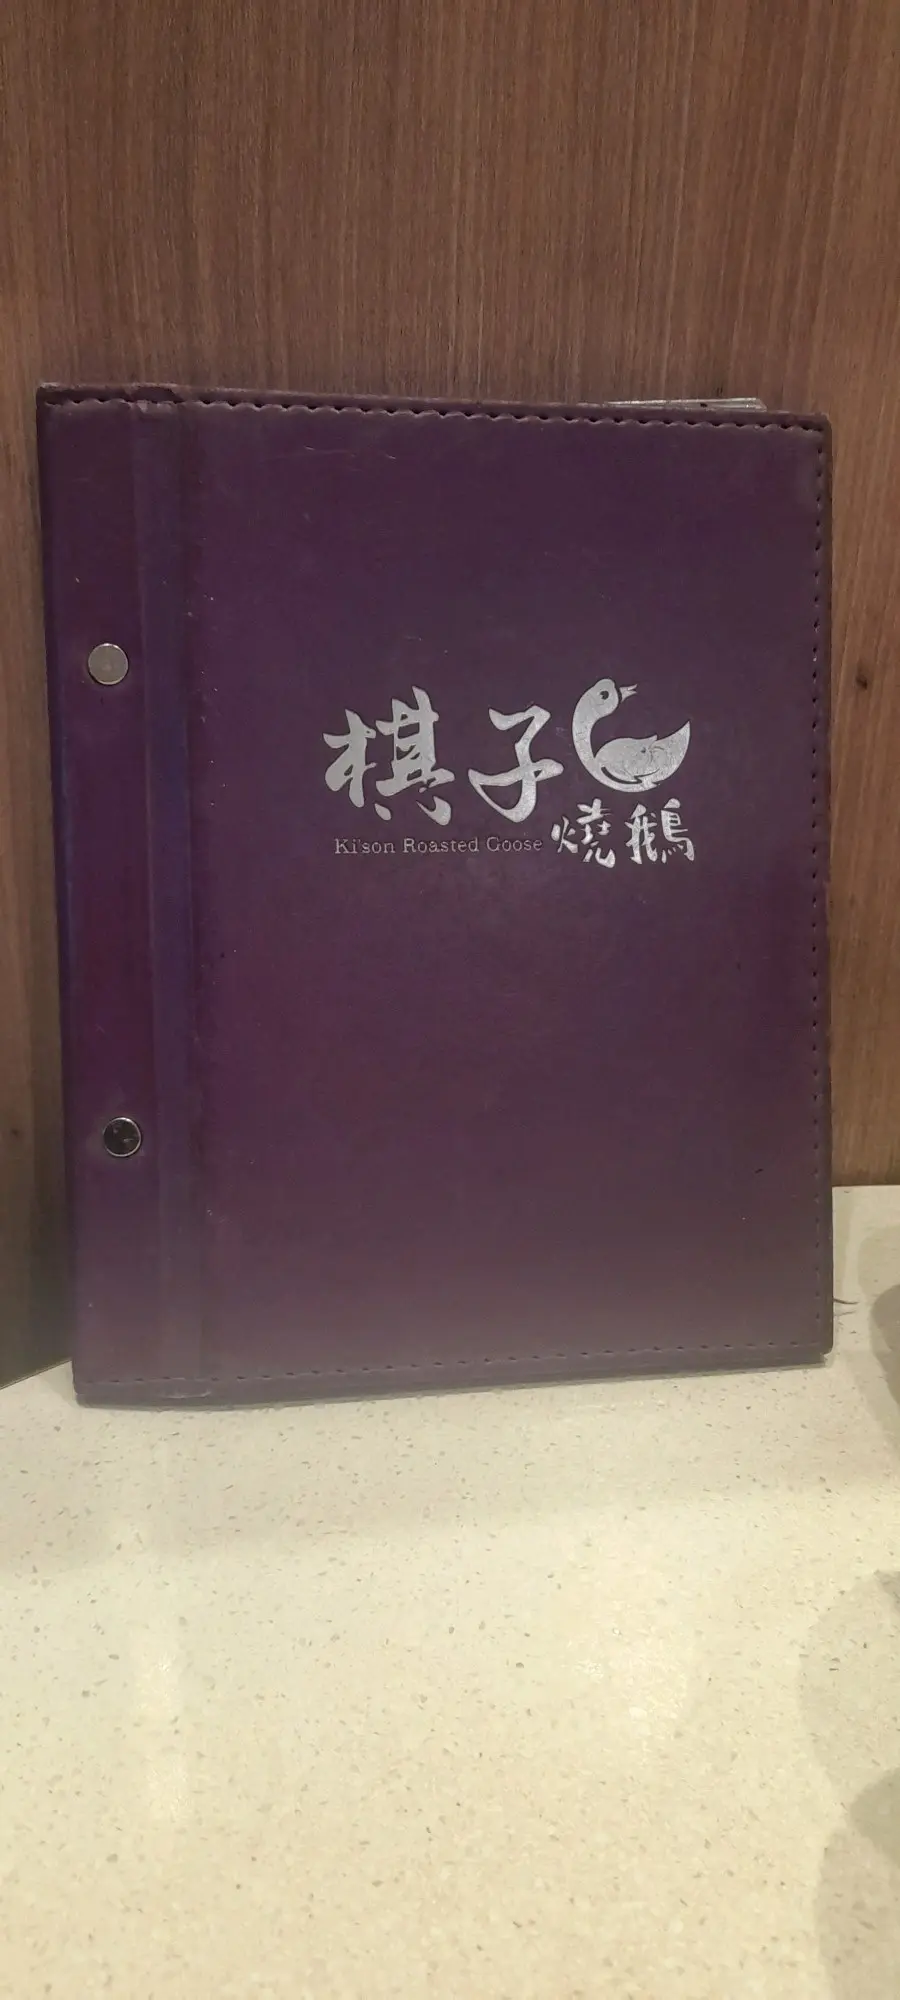 棋子
Ki'son Roasted Goose 燒鵝